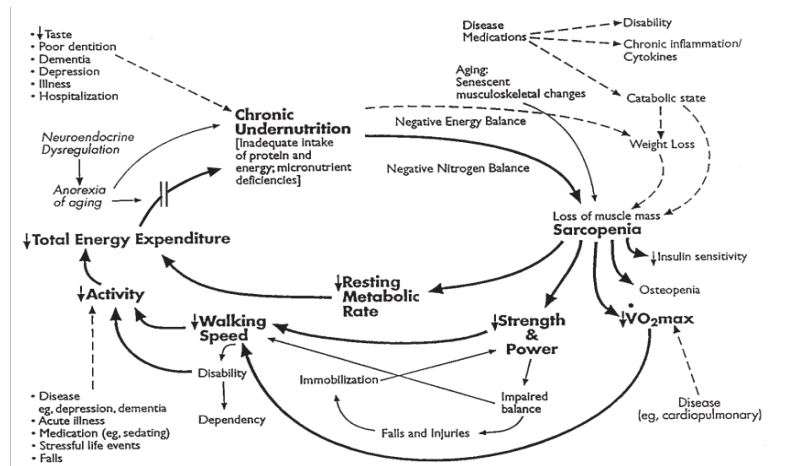 • ↓Taste
• Poor dentition
• Dementia
• Depression
• Illness
• Hospitalization
Neuroendocrine
Dysregulation
Anorexia
of aging
Chronic
Undernutrition
[Inadequate intake
of protein and
energy; micronutrient
deficiencies]
Disease
Medications
Disability
Chronic inflammation/
Cytokines
Aging:
Senescent
musculoskeletal changes
Catabolic state
Negative Energy Balance
Weight Loss
Negative Nitrogen Balance
Loss of muscle mass
Sarcopenia
↓Total Energy Expenditure
↓Insulin sensitivity
Osteopenia
↓Resting
Metabolic
Rate
↓Activity
↓Walking
Speed
↓Strength
&
Power
↓V̇O₂max
Disability
Dependency
Immobilization
Impaired
balance
Falls and Injuries
Disease
(eg, cardiopulmonary)
• Disease
eg, depression, dementia
• Acute illness
• Medication (eg, sedating)
• Stressful life events
• Falls